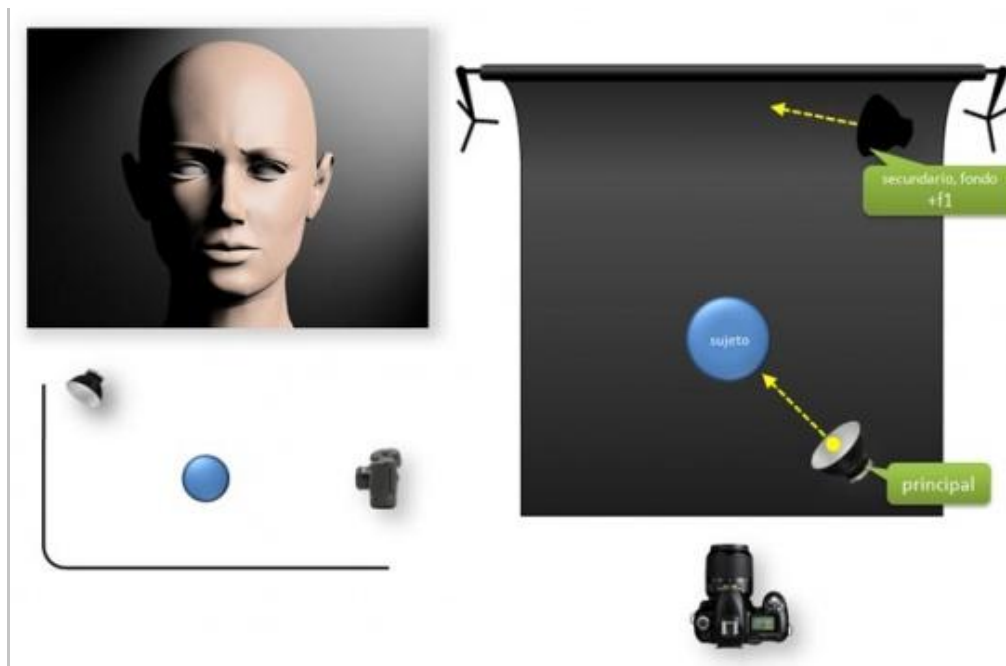 secundario, fondo
+f1
sujeto
principal